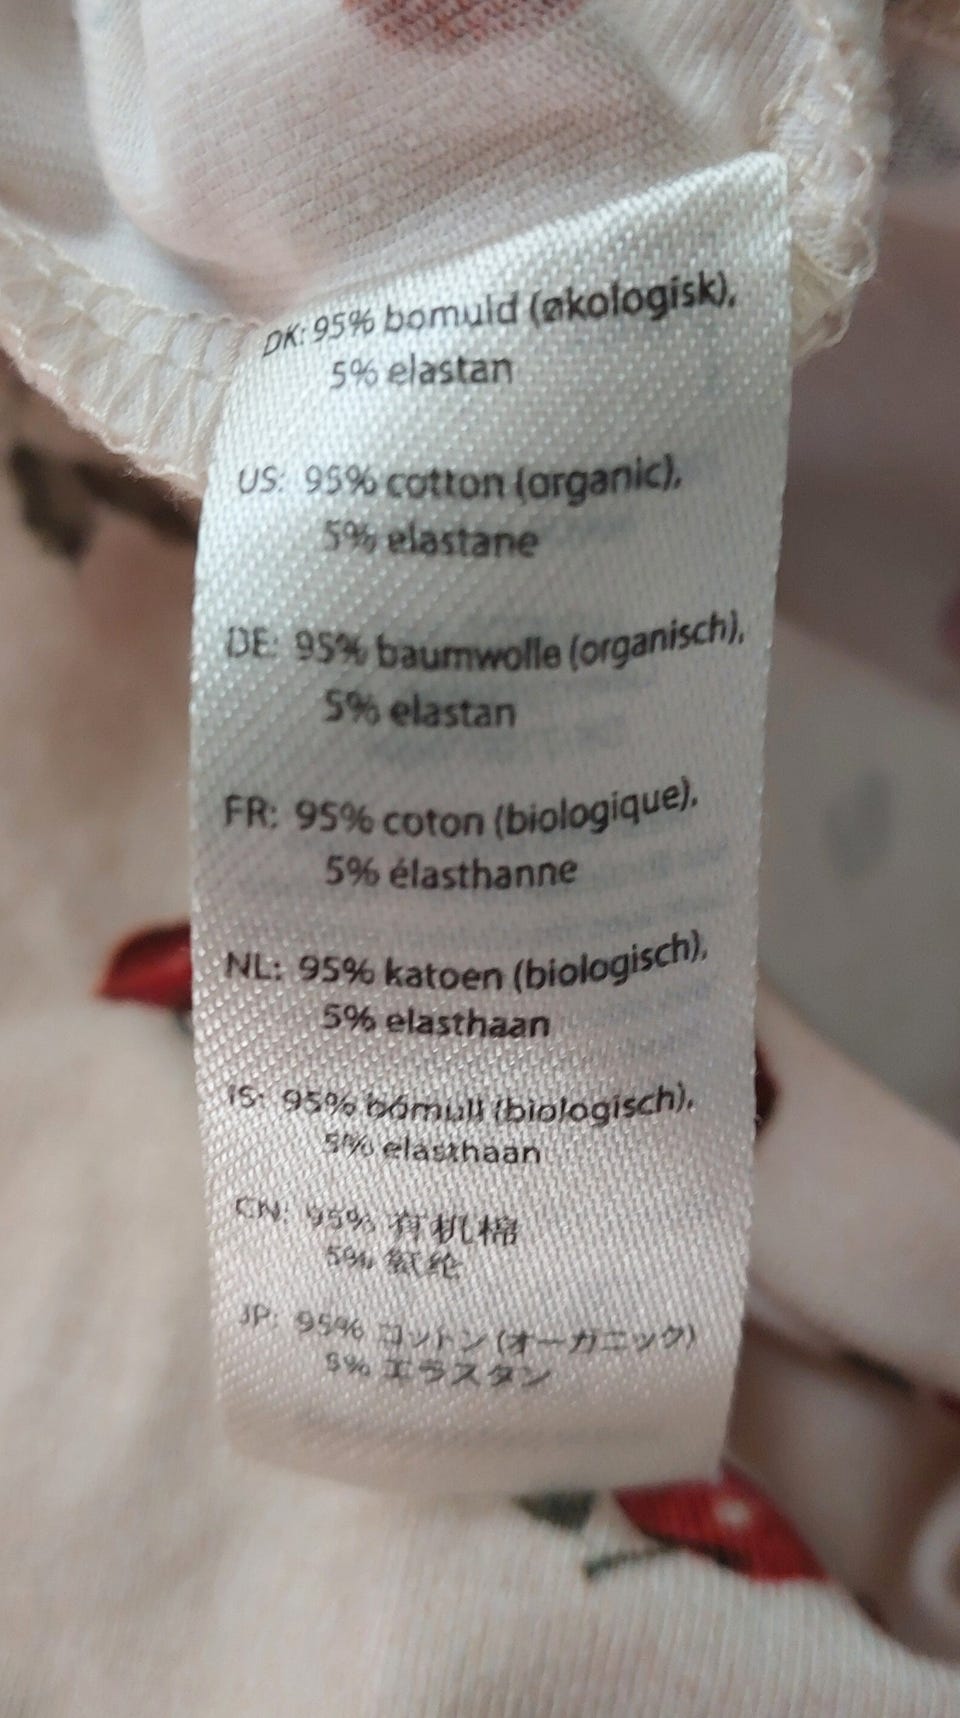 DK: 95% bomuld (økologisk),
5% elastan
US: 95% cotton (organic),
5% elastane
DE: 95% baumwolle (organisch),
5% elastan
FR: 95% coton (biologique),
5% élasthanne
NL: 95% katoen (biologisch),
5% elasthaan
IS: 95% bómull (biologisch),
5% elasthaan
CN: 95% 有机棉
5%
JP: 95% コットン (オーガニック)
5% エラスタン